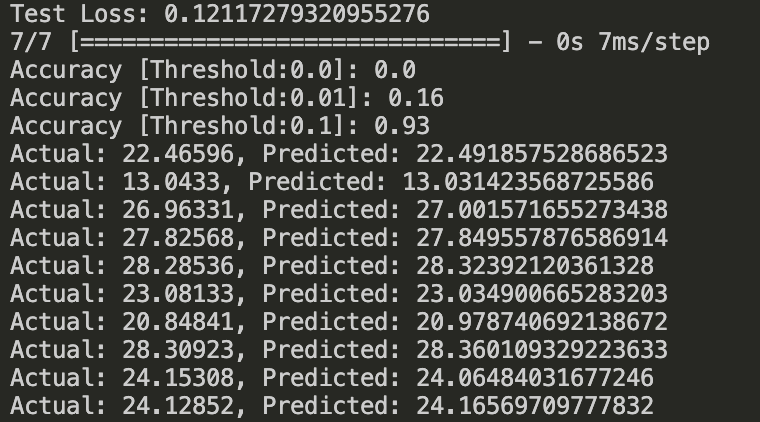 Test Loss: 0.12117279320955276
7/7 [==============================] - 0s 7ms/step
Accuracy [Threshold:0.0]: 0.0
Accuracy [Threshold:0.01]: 0.16
Accuracy [Threshold:0.1]: 0.93
Actual: 22.46596, Predicted: 22.491857528686523
Actual: 13.0433, Predicted: 13.031423568725586
Actual: 26.96331, Predicted: 27.001571655273438
Actual: 27.82568, Predicted: 27.849557876586914
Actual: 28.28536, Predicted: 28.32392120361328
Actual: 23.08133, Predicted: 23.034900665283203
Actual: 20.84841, Predicted: 20.978740692138672
Actual: 28.30923, Predicted: 28.360109329223633
Actual: 24.15308, Predicted: 24.06484031677246
Actual: 24.12852, Predicted: 24.16569709777832